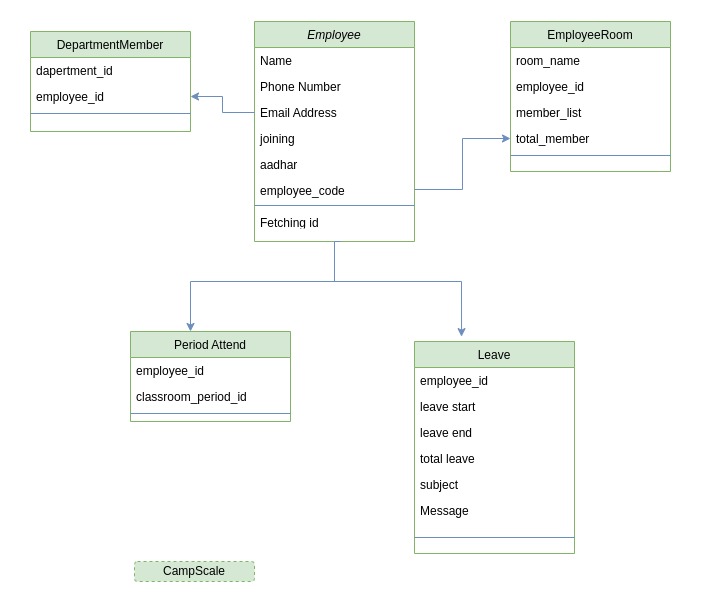 DepartmentMember
dapertment_id
employee_id
Employee
Name
Phone Number
Email Address
joining
aadhar
employee_code
Fetching id
EmployeeRoom
room_name
employee_id
member_list
total_member
Period Attend
employee_id
classroom_period_id
Leave
employee_id
leave start
leave end
total leave
subject
Message
CampScale